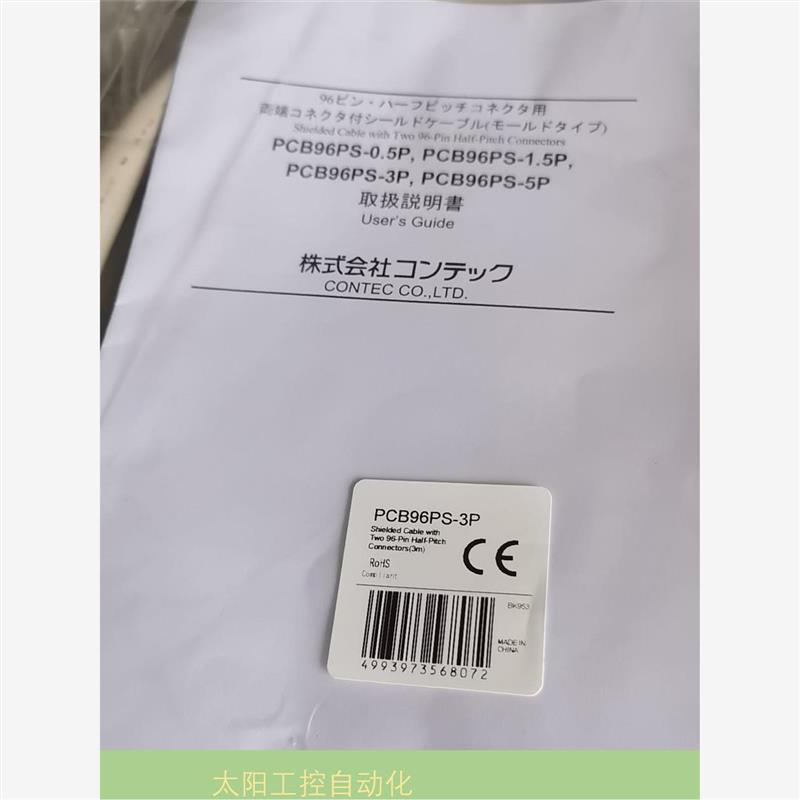 96ピン・ハーフピッチコネクタ用
両端コネクタ付シールドケーブル(モールドタイプ)
Shielded Cable with Two 96-Pin Half-Pitch Connectors
PCB96PS-0.5P, PCB96PS-1.5P,
PCB96PS-3P, PCB96PS-5P
取扱説明書
User's Guide
株式会社コンテック
CONTEC CO.,LTD.
PCB96PS-3P
Shielded Cable with
Two 96-Pin Half-Pitch
Connectors(3m)
CE
RoHS
Compliant
BK953
MADE IN
CHINA
4993973568072
太阳工控自动化